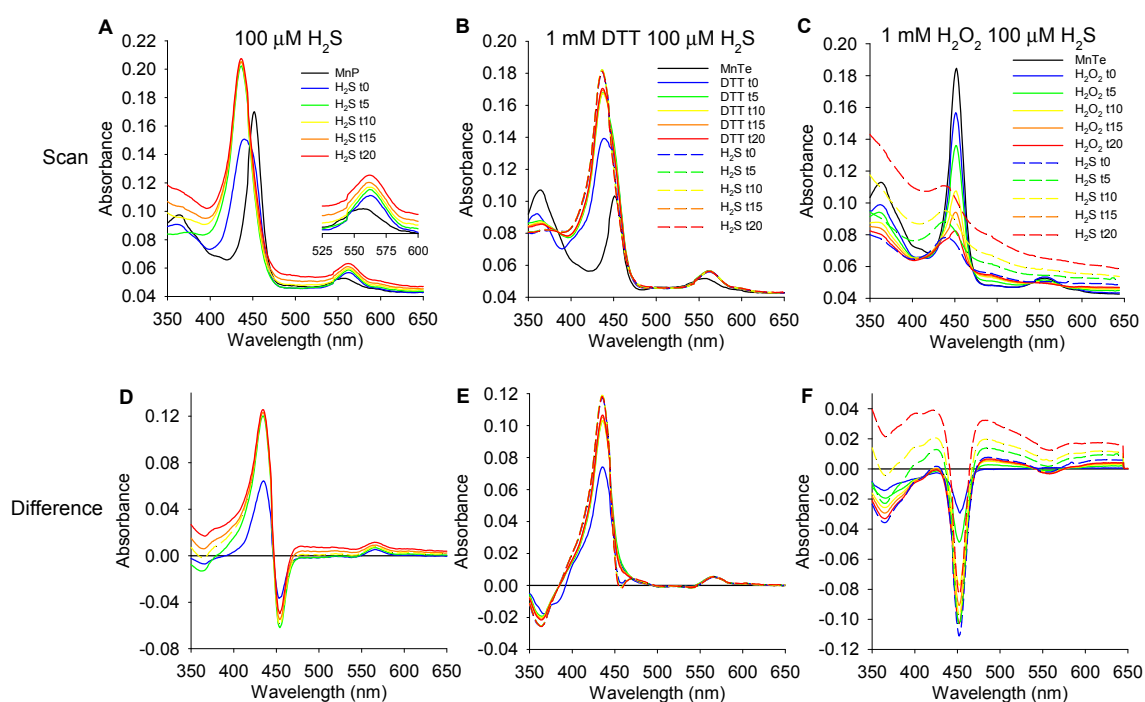 A
100 μM H₂S
Scan
Absorbance
0.22
0.20
0.18
0.16
0.14
0.12
0.10
0.08
0.06
0.04
350 400 450 500 550 600 650
Wavelength (nm)
MnP
H₂S t0
H₂S t5
H₂S t10
H₂S t15
H₂S t20
525 550 575 600
B
1 mM DTT 100 μM H₂S
Absorbance
0.20
0.18
0.16
0.14
0.12
0.10
0.08
0.06
0.04
350 400 450 500 550 600 650
Wavelength (nm)
MnTe
DTT t0
DTT t5
DTT t10
DTT t15
DTT t20
H₂S t0
H₂S t5
H₂S t10
H₂S t15
H₂S t20
C
1 mM H₂O₂ 100 μM H₂S
Absorbance
0.20
0.18
0.16
0.14
0.12
0.10
0.08
0.06
0.04
350 400 450 500 550 600 650
Wavelength (nm)
MnTe
H₂O₂ t0
H₂O₂ t5
H₂O₂ t10
H₂O₂ t15
H₂O₂ t20
H₂S t0
H₂S t5
H₂S t10
H₂S t15
H₂S t20
D
Difference
Absorbance
0.12
0.08
0.04
0.00
-0.04
-0.08
350 400 450 500 550 600 650
Wavelength (nm)
E
Absorbance
0.12
0.10
0.08
0.06
0.04
0.02
0.00
-0.02
-0.04
350 400 450 500 550 600 650
Wavelength (nm)
F
Absorbance
0.04
0.02
0.00
-0.02
-0.04
-0.06
-0.08
-0.10
-0.12
350 400 450 500 550 600 650
Wavelength (nm)